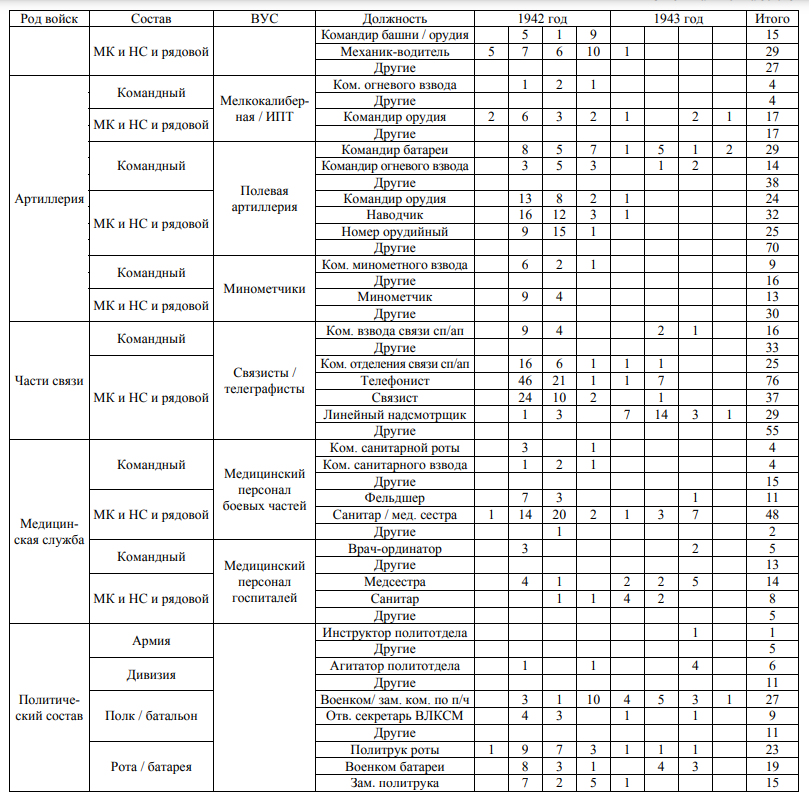 Род войск Состав ВУС Должность 1942 год 1943 год Итого
МК и НС и рядовой
Командир башни / орудия 5 1 9 15
Механик-водитель 5 7 6 10 1 29
Другие 27
Артиллерия
Командный
Мелкокалибер-
ная / ИПТ
Ком. огневого взвода 1 2 1 4
Другие 4
МК и НС и рядовой
Командир орудия 2 6 3 2 1 2 1 17
Другие 17
Командный
Полевая
артиллерия
Командир батареи 8 5 7 1 5 1 2 29
Командир огневого взвода 3 5 3 1 2 14
Другие 38
МК и НС и рядовой
Командир орудия 13 8 2 1 24
Наводчик 16 12 3 1 32
Номер орудийный 9 15 1 25
Другие 70
Командный
Минометчики
Ком. минометного взвода 6 2 1 9
Другие 16
МК и НС и рядовой
Минометчик 9 4 13
Другие 30
Части связи
Командный
Связисты /
телеграфисты
Ком. взвода связи сп/ап 9 4 2 1 16
Другие 33
МК и НС и рядовой
Ком. отделения связи сп/ап 16 6 1 1 1 25
Телефонист 46 21 1 1 7 76
Связист 24 10 2 1 37
Линейный надсмотрщик 1 3 7 14 3 1 29
Другие 55
Медицин-
ская служба
Командный
Медицинский
персонал
боевых частей
Ком. санитарной роты 3 1 4
Ком. санитарного взвода 1 2 1 4
Другие 15
МК и НС и рядовой
Фельдшер 7 3 1 11
Санитар / мед. сестра 1 14 20 2 1 3 7 48
Другие 1 2
Командный
Медицинский
персонал
госпиталей
Врач-ординатор 3 2 5
Другие 13
МК и НС и рядовой
Медсестра 4 1 2 2 5 14
Санитар 1 1 4 2 8
Другие 5
Политиче-
ский состав
Армия
Инструктор политотдела 1 1
Другие 5
Дивизия
Агитатор политотдела 1 1 4 6
Другие 11
Полк / батальон
Военком/ зам. ком. по п/ч 3 1 10 4 5 3 1 27
Отв. секретарь ВЛКСМ 4 3 1 1 9
Другие 11
Рота / батарея
Политрук роты 1 9 7 3 1 1 1 23
Военком батареи 8 3 1 4 3 19
Зам. политрука 7 2 5 1 15